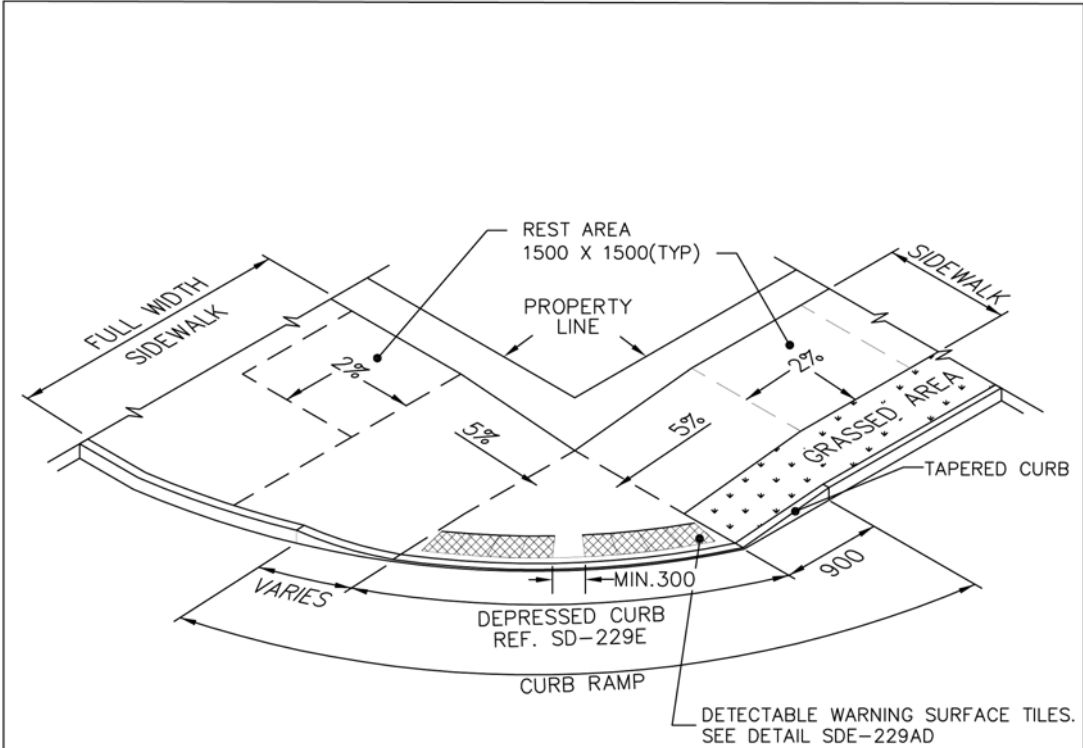 REST AREA
1500 X 1500(TYP)
PROPERTY
LINE
FULL WIDTH
SIDEWALK
SIDEWALK
2%
2%
5%
5%
GRASSED AREA
TAPERED CURB
900
MIN.300
VARIES
DEPRESSED CURB
REF. SD-229E
CURB RAMP
DETECTABLE WARNING SURFACE TILES.
SEE DETAIL SDE-229AD